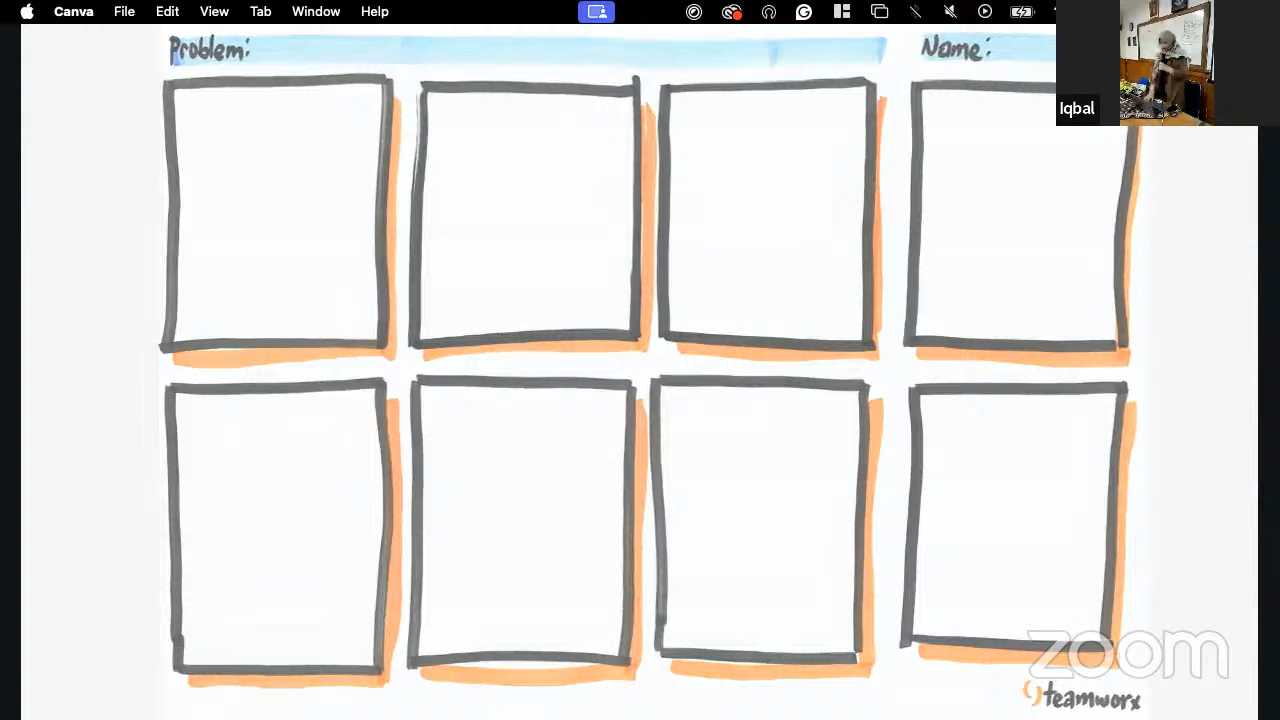 Canva File Edit View Tab Window Help
Problem:
Name:
Iqbal
zoom
teamworx